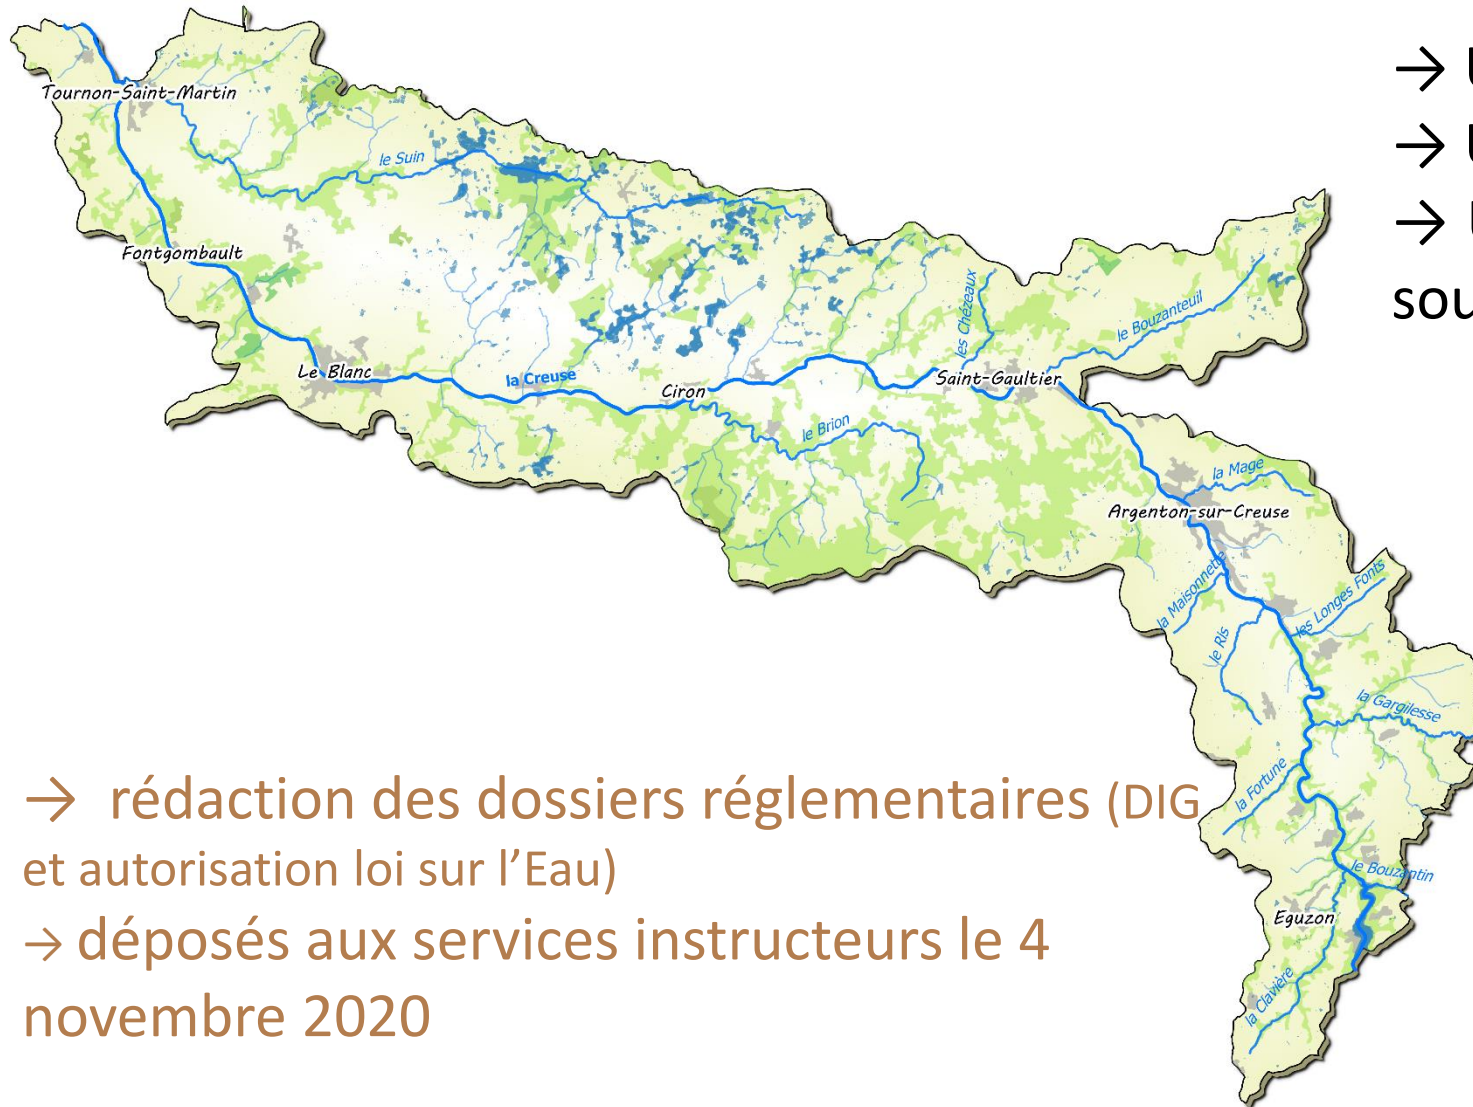 Tournon-Saint-Martin
le Suin
Fontgombault
Le Blanc
la Creuse
Ciron
le Brion
les Chézeaux
Saint-Gaultier
le Bouzanteuil
la Mage
Argenton-sur-Creuse
la Maisonnette
les Longes Fonts
le Ris
la Gargilesse
la Fortune
le Bouzantin
Eguzon
la Clavière
→
→
→
sou
→ rédaction des dossiers réglementaires (DIG
et autorisation loi sur l’Eau)
→ déposés aux services instructeurs le 4
novembre 2020